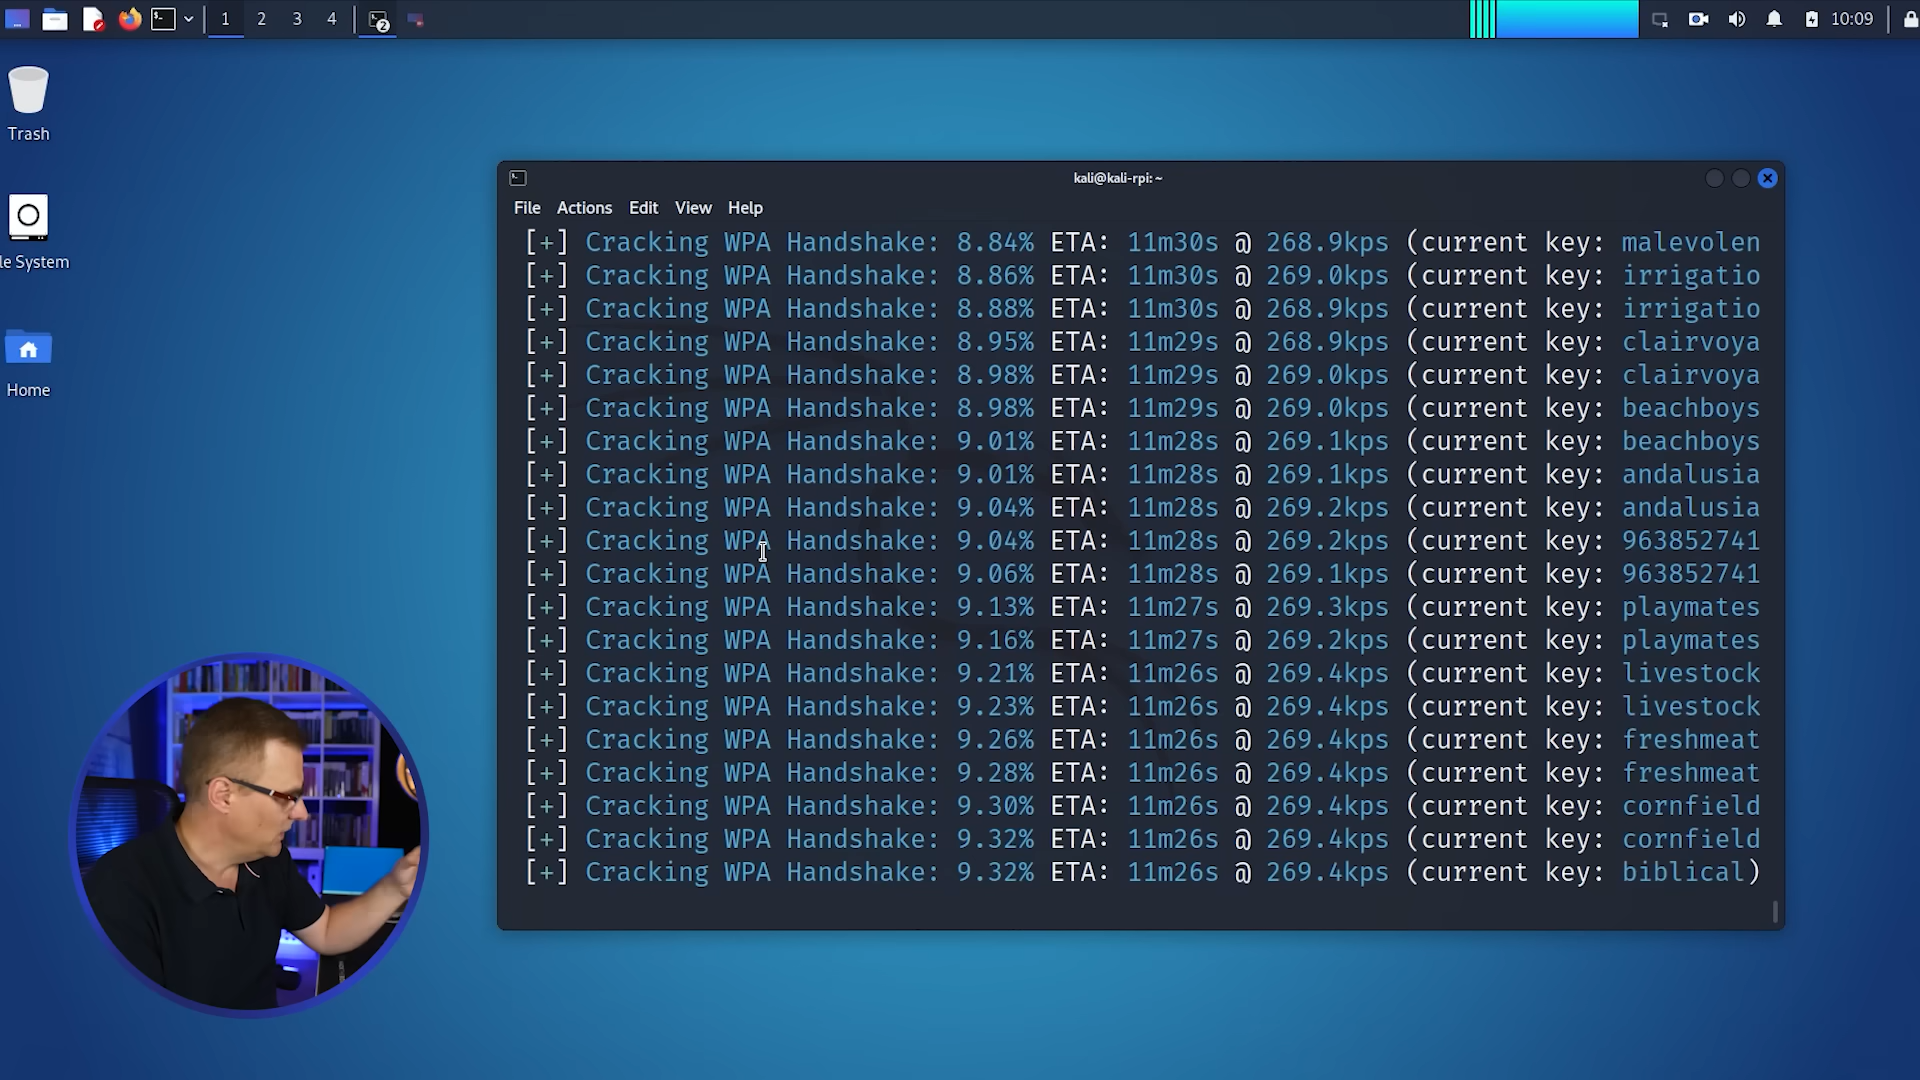 1 2 3 4 2 10:09
Trash
le System
Home
kali@kali-rpi: ~
File Actions Edit View Help
[+] Cracking WPA Handshake: 8.84% ETA: 11m30s @ 268.9kps (current key: malevolen
[+] Cracking WPA Handshake: 8.86% ETA: 11m30s @ 269.0kps (current key: irrigatio
[+] Cracking WPA Handshake: 8.88% ETA: 11m30s @ 268.9kps (current key: irrigatio
[+] Cracking WPA Handshake: 8.95% ETA: 11m29s @ 268.9kps (current key: clairvoya
[+] Cracking WPA Handshake: 8.98% ETA: 11m29s @ 269.0kps (current key: clairvoya
[+] Cracking WPA Handshake: 8.98% ETA: 11m29s @ 269.0kps (current key: beachboys
[+] Cracking WPA Handshake: 9.01% ETA: 11m28s @ 269.1kps (current key: beachboys
[+] Cracking WPA Handshake: 9.01% ETA: 11m28s @ 269.1kps (current key: andalusia
[+] Cracking WPA Handshake: 9.04% ETA: 11m28s @ 269.2kps (current key: andalusia
[+] Cracking WPA Handshake: 9.04% ETA: 11m28s @ 269.2kps (current key: 963852741
[+] Cracking WPA Handshake: 9.06% ETA: 11m28s @ 269.1kps (current key: 963852741
[+] Cracking WPA Handshake: 9.13% ETA: 11m27s @ 269.3kps (current key: playmates
[+] Cracking WPA Handshake: 9.16% ETA: 11m27s @ 269.2kps (current key: playmates
[+] Cracking WPA Handshake: 9.21% ETA: 11m26s @ 269.4kps (current key: livestock
[+] Cracking WPA Handshake: 9.23% ETA: 11m26s @ 269.4kps (current key: livestock
[+] Cracking WPA Handshake: 9.26% ETA: 11m26s @ 269.4kps (current key: freshmeat
[+] Cracking WPA Handshake: 9.28% ETA: 11m26s @ 269.4kps (current key: freshmeat
[+] Cracking WPA Handshake: 9.30% ETA: 11m26s @ 269.4kps (current key: cornfield
[+] Cracking WPA Handshake: 9.32% ETA: 11m26s @ 269.4kps (current key: cornfield
[+] Cracking WPA Handshake: 9.32% ETA: 11m26s @ 269.4kps (current key: biblical)